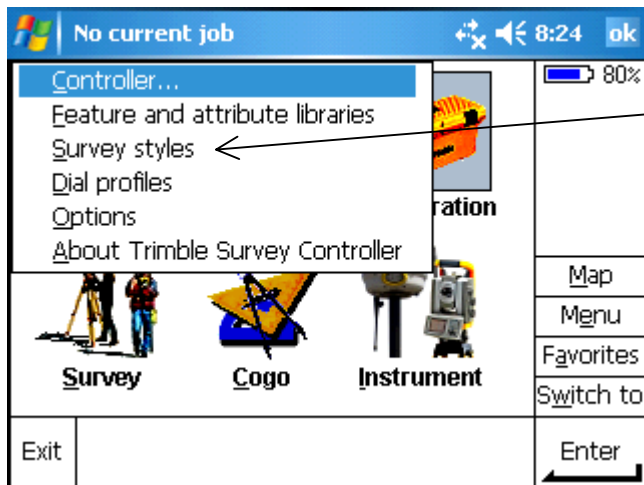 No current job 8:24 ok
Controller...
Feature and attribute libraries
Survey styles
Dial profiles
Options
About Trimble Survey Controller
80%
ration
Survey Cogo Instrument
Map
Menu
Favorites
Switch to
Exit
Enter